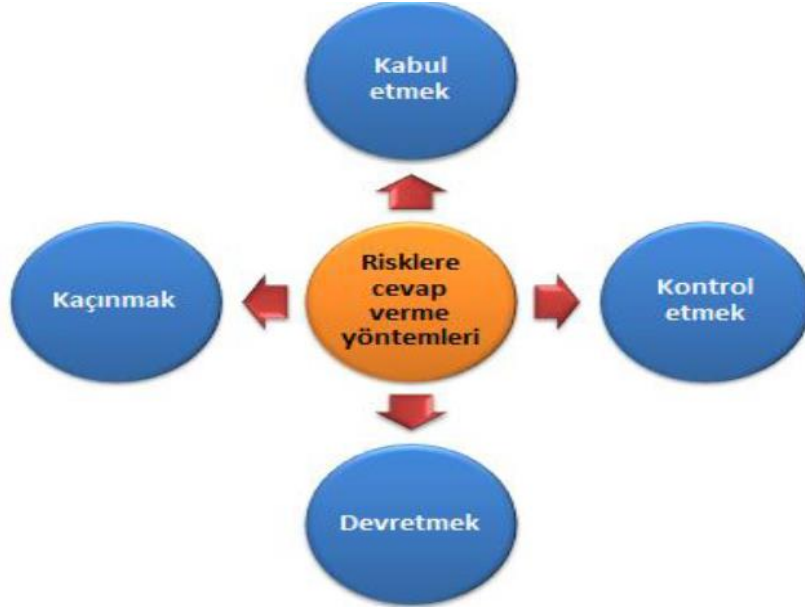 Kabul
etmek
Kaçınmak
Risklere
cevap
verme
yöntemleri
Kontrol
etmek
Devretmek